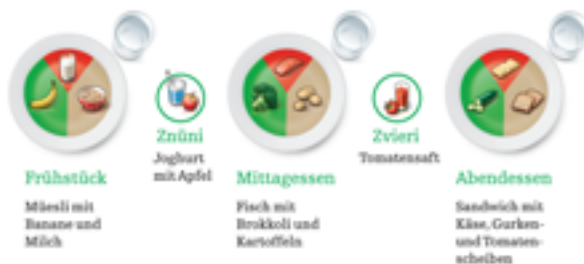 Frühstück
Müesli mit
Banane und
Milch
Znüni
Joghurt
mit Apfel
Mittagessen
Fisch mit
Brokkoli und
Kartoffeln
Zvieri
Tomatensaft
Abendessen
Sandwich mit
Käse, Gurken-
und Tomaten-
scheiben